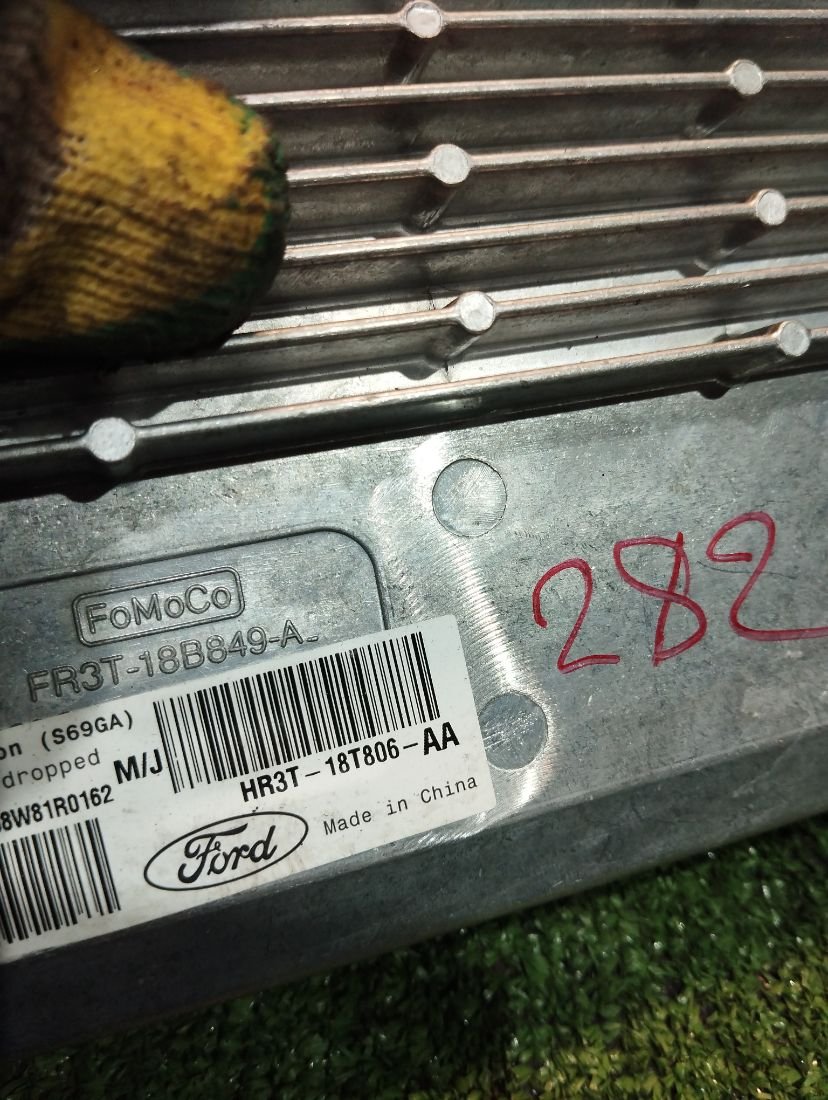 282
FoMoCo
FR3T-18B849-A
on (S69GA)
dropped
M/J
HR3T-18T806-AA
8W81R0162
Ford
Made in China